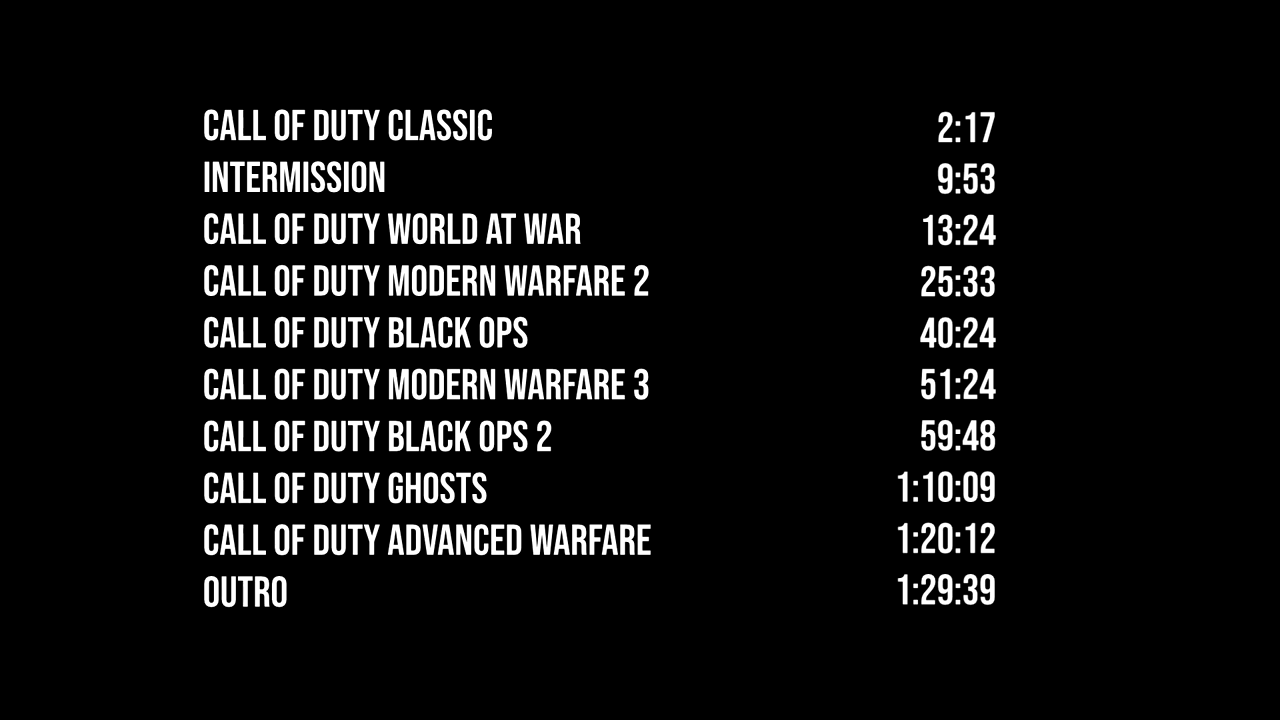 CALL OF DUTY CLASSIC 2:17
INTERMISSION 9:53
CALL OF DUTY WORLD AT WAR 13:24
CALL OF DUTY MODERN WARFARE 2 25:33
CALL OF DUTY BLACK OPS 40:24
CALL OF DUTY MODERN WARFARE 3 51:24
CALL OF DUTY BLACK OPS 2 59:48
CALL OF DUTY GHOSTS 1:10:09
CALL OF DUTY ADVANCED WARFARE 1:20:12
OUTRO 1:29:39